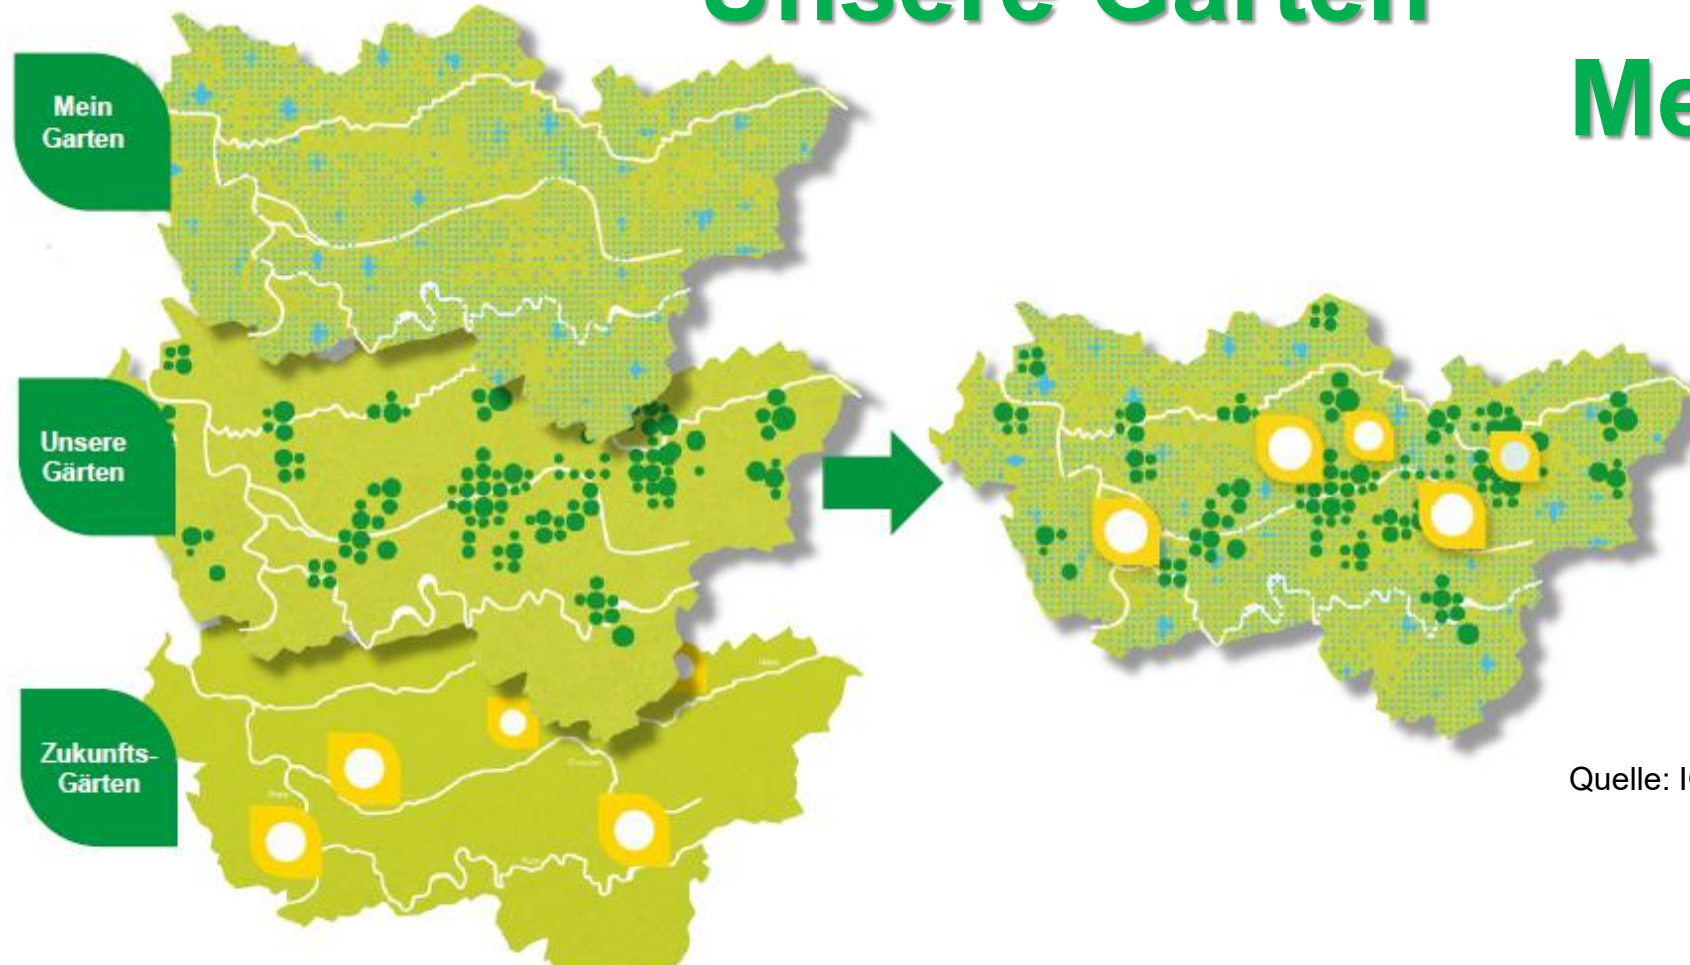 Unsere Gärten
Me
Mein
Garten
Unsere
Gärten
Zukunfts-
Gärten
Quelle: I